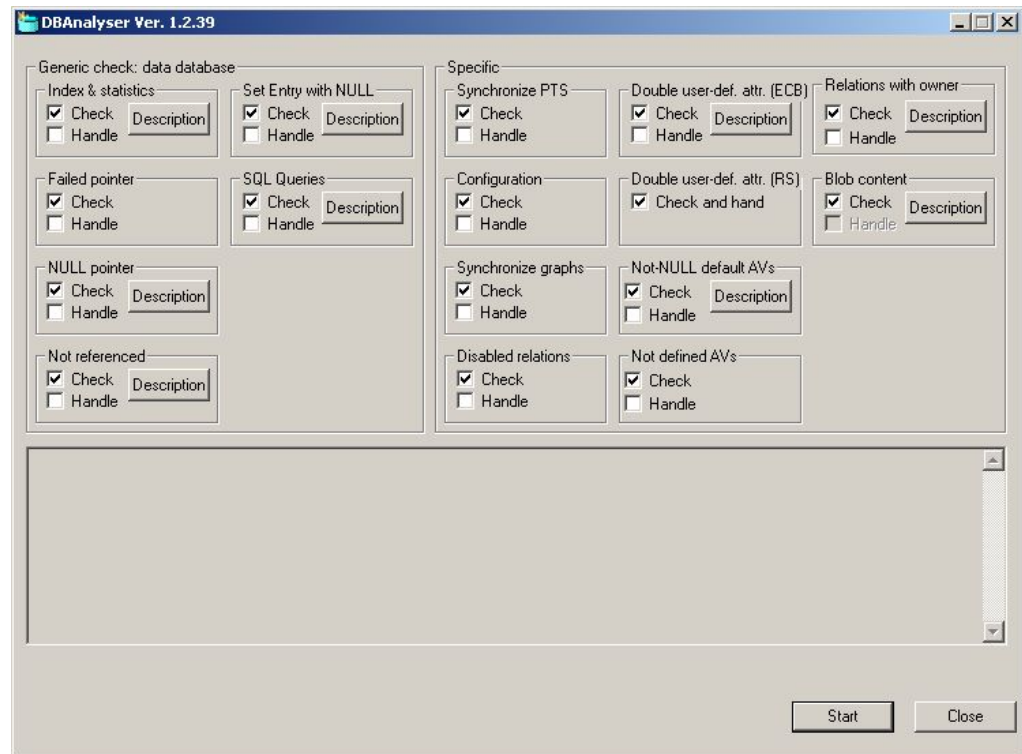 DBAnalyser Ver. 1.2.39
Generic check: data database
Index & statistics
Check
Description
Handle
Set Entry with NULL
Check
Description
Handle
Failed pointer
Check
Handle
SQL Queries
Check
Description
Handle
NULL pointer
Check
Description
Handle
Not referenced
Check
Description
Handle
Specific
Synchronize PTS
Check
Handle
Double user-def. attr. (ECB)
Check
Description
Handle
Relations with owner
Check
Description
Handle
Configuration
Check
Handle
Double user-def. attr. (RS)
Check and hand
Blob content
Check
Description
Handle
Synchronize graphs
Check
Handle
Not-NULL default AVs
Check
Description
Handle
Disabled relations
Check
Handle
Not defined AVs
Check
Handle
Start
Close